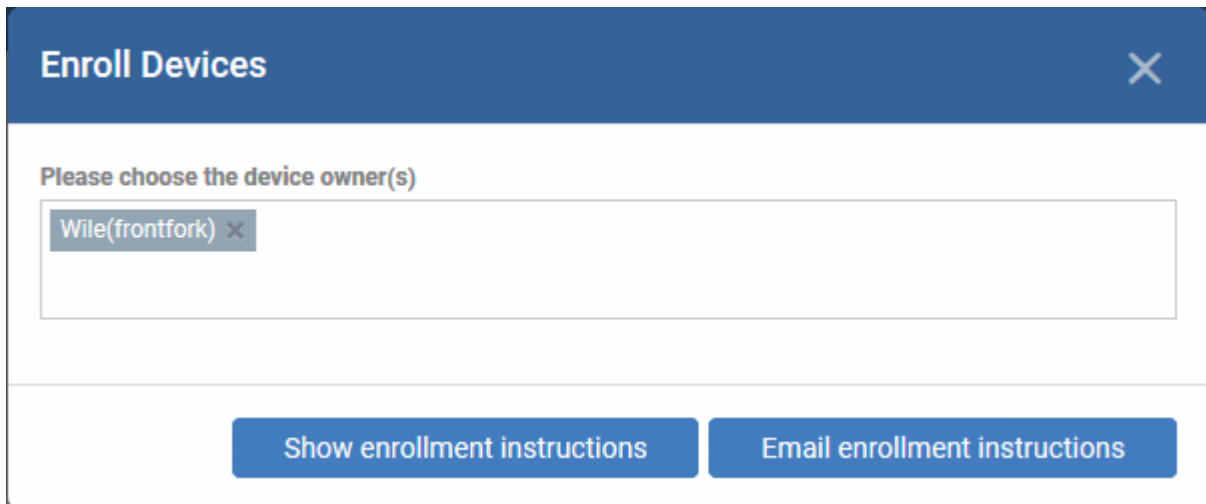 Enroll Devices
Please choose the device owner(s)
Wile(frontfork)
Show enrollment instructions
Email enrollment instructions